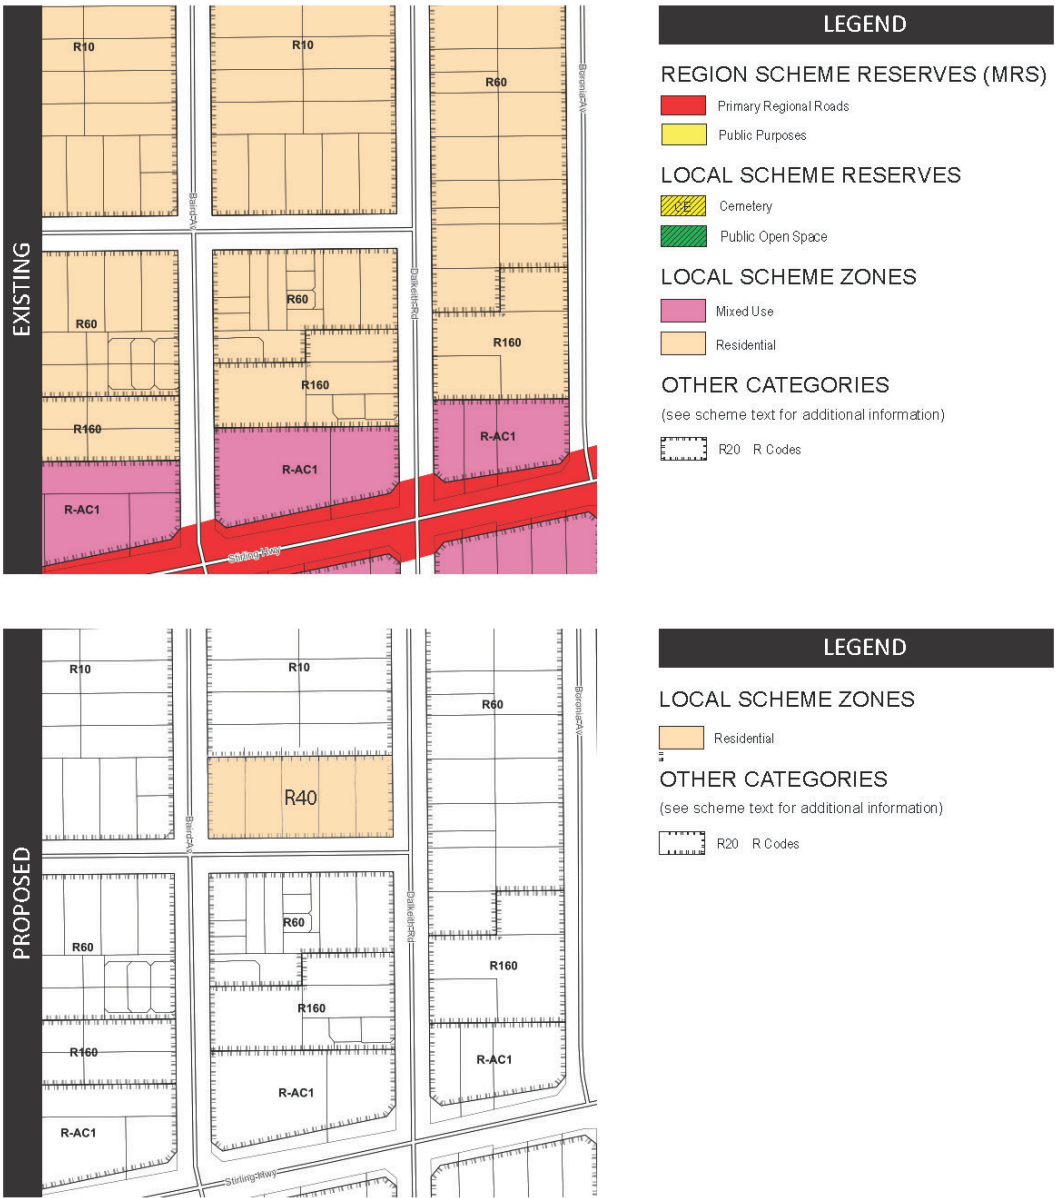 EXISTING
R10
R10
R60
Boronia Av
Baird Av
Dalkeith Rd
R60
R60
R160
R160
R160
R-AC1
R-AC1
R-AC1
Stirling Hwy
LEGEND
REGION SCHEME RESERVES (MRS)
Primary Regional Roads
Public Purposes
LOCAL SCHEME RESERVES
CE Cemetery
Public Open Space
LOCAL SCHEME ZONES
Mixed Use
Residential
OTHER CATEGORIES
(see scheme text for additional information)
R20 R Codes
PROPOSED
R10
R10
R60
Boronia Av
R40
Baird Av
Dalkeith Rd
R60
R60
R160
R160
R160
R-AC1
R-AC1
R-AC1
Stirling Hwy
LEGEND
LOCAL SCHEME ZONES
Residential
OTHER CATEGORIES
(see scheme text for additional information)
R20 R Codes